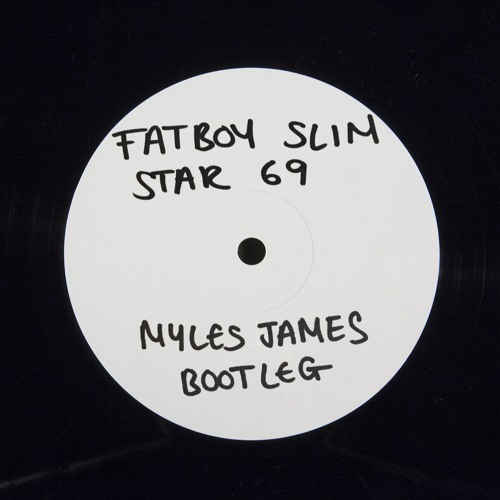 FATBOY SLIM
STAR 69
MYLES JAMES
BOOTLEG